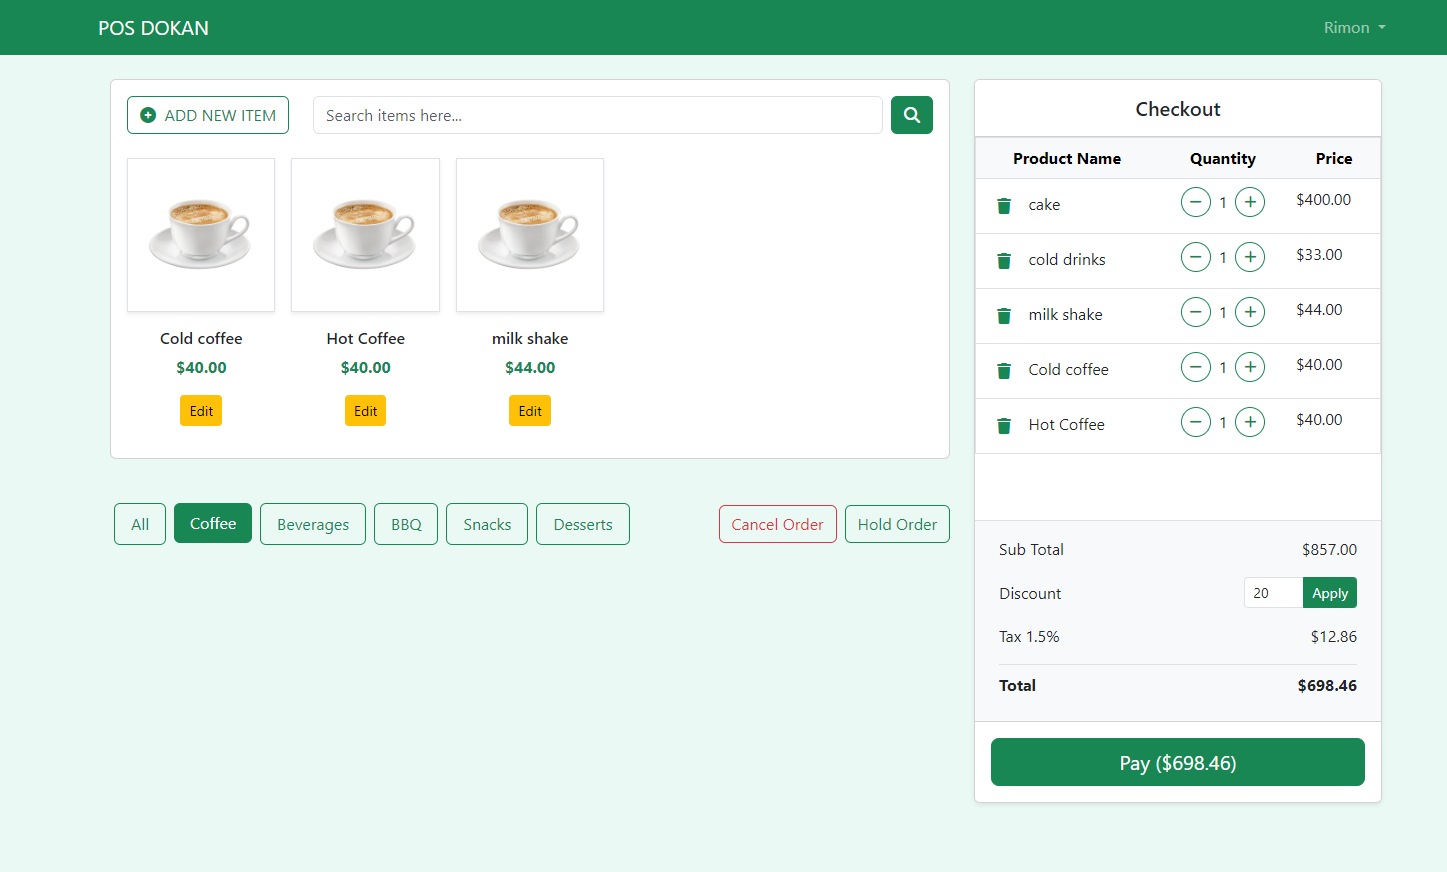 POS DOKAN
Rimon
ADD NEW ITEM
Search items here...
Cold coffee
$40.00
Edit
Hot Coffee
$40.00
Edit
milk shake
$44.00
Edit
All
Coffee
Beverages
BBQ
Snacks
Desserts
Cancel Order
Hold Order
Checkout
Product Name Quantity Price
cake 1 $400.00
cold drinks 1 $33.00
milk shake 1 $44.00
Cold coffee 1 $40.00
Hot Coffee 1 $40.00
Sub Total $857.00
Discount 20 Apply
Tax 1.5% $12.86
Total $698.46
Pay ($698.46)